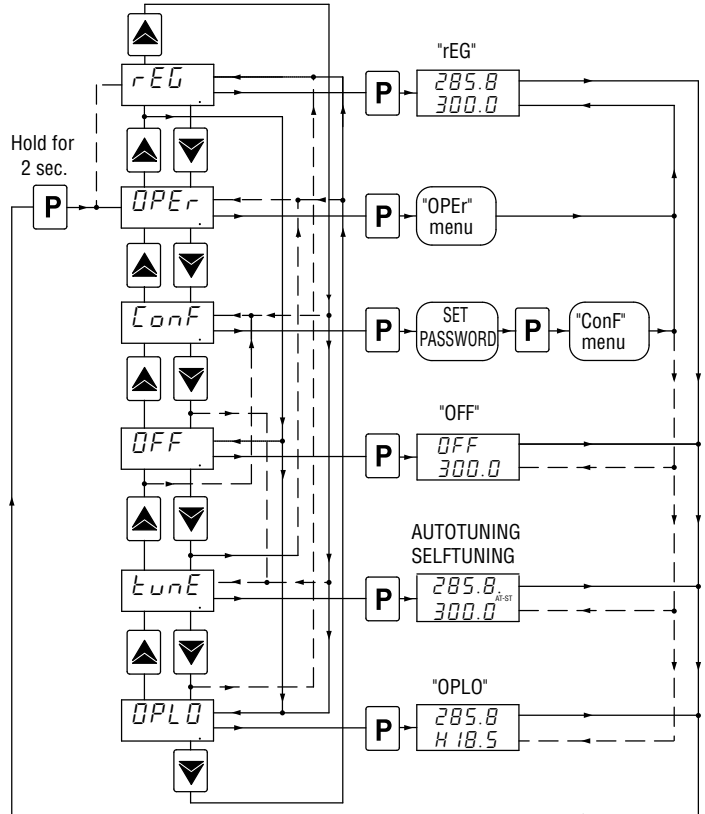 "rEG"
rEG.
P
285.8
300.0
Hold for
2 sec.
P
OPEr.
P
"OPEr"
menu
ConF.
P
SET
PASSWORD
P
"ConF"
menu
"OFF"
OFF.
P
OFF
300.0
AUTOTUNING
SELFTUNING
tunE.
P
285.8.
AT-ST
300.0
"OPLO"
OPLO.
P
285.8
H 18.5